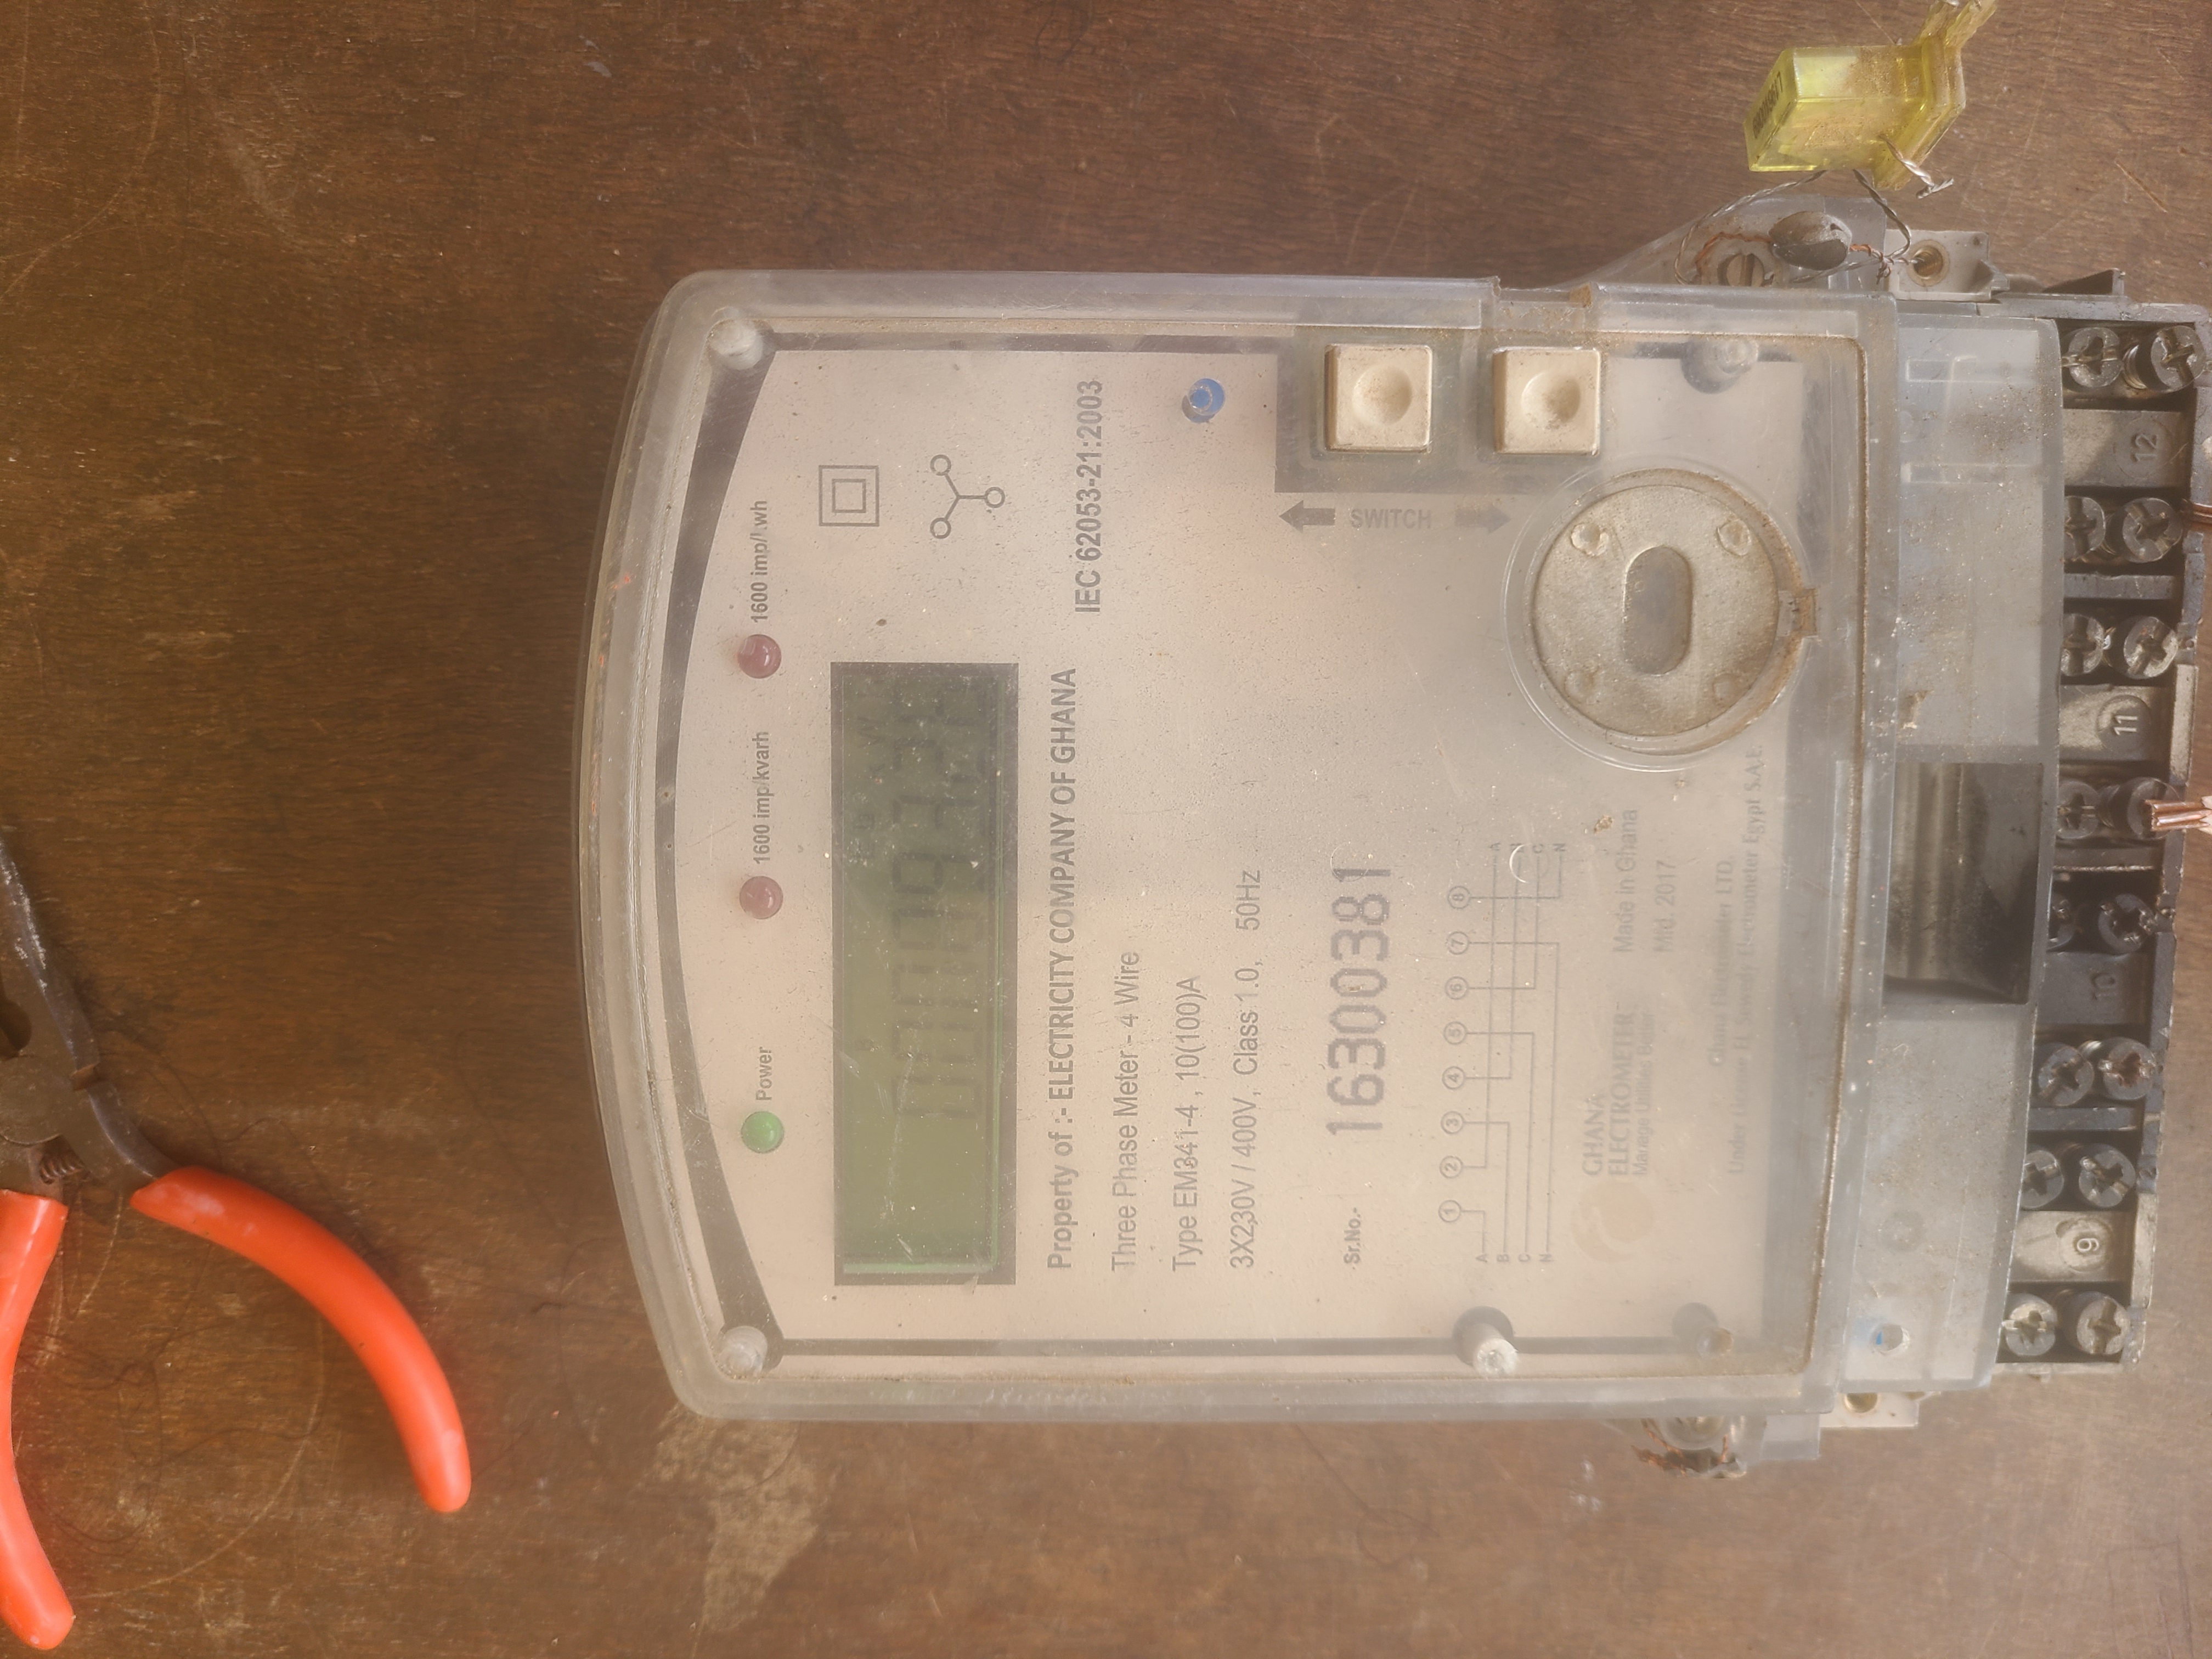 Power
1600 imp/kvarh
1600 imp/kwh
Property of :- ELECTRICITY COMPANY OF GHANA
IEC 62053-21:2003
Three Phase Meter - 4 Wire
Type EM341-4 , 10(100)A
3X230V / 400V, Class 1.0, 50Hz
SWITCH
Sr.No.- 16300381
1 2 3 4 5 6 7 8
A A
B
C C
N N
GHANA
ELECTROMETER
Manage Utilities Better
Made in Ghana
Mfd. 2017
Ghana Electrometer LTD.
Under License El Sewedy Electrometer Egypt S.A.E.
9 10 11 12